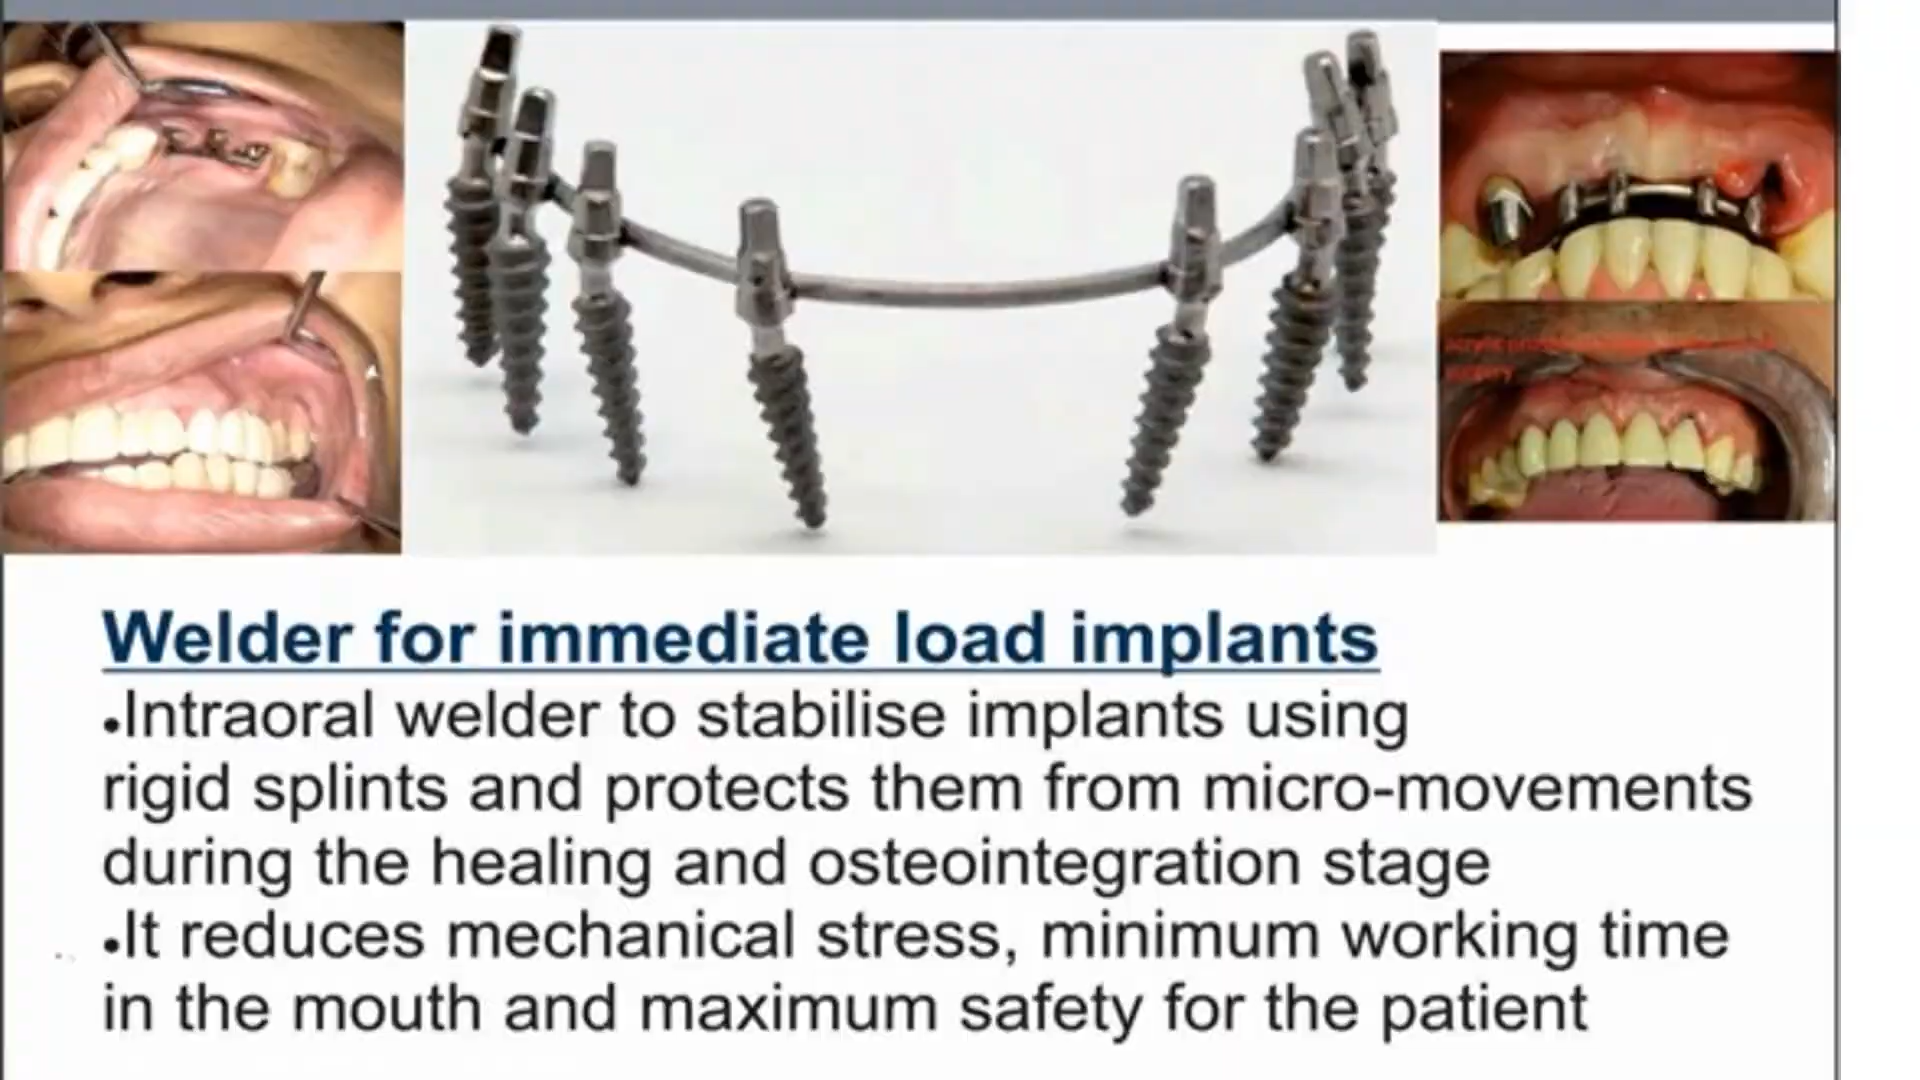 acrylic
surgery
Welder for immediate load implants
•Intraoral welder to stabilise implants using
rigid splints and protects them from micro-movements
during the healing and osteointegration stage
•It reduces mechanical stress, minimum working time
in the mouth and maximum safety for the patient